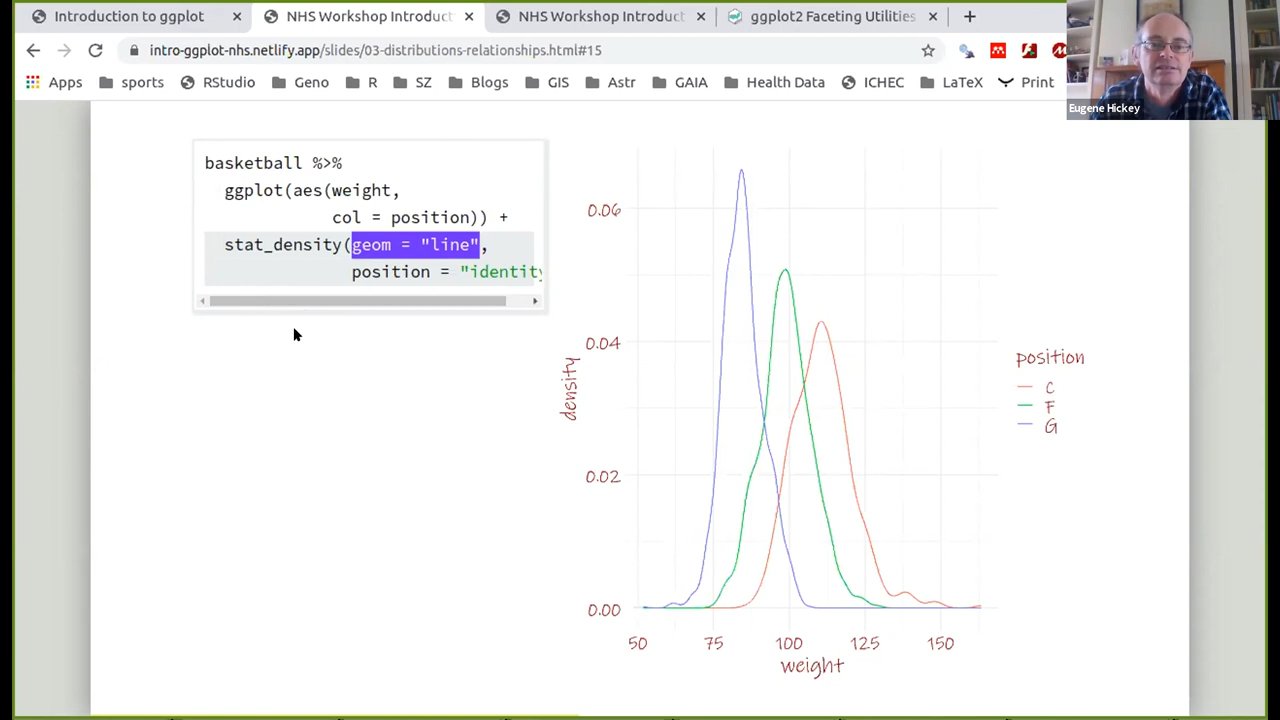 Introduction to ggplot
NHS Workshop Introduct
NHS Workshop Introduct
ggplot2 Faceting Utilities
intro-ggplot-nhs.netlify.app/slides/03-distributions-relationships.html#15
Apps
sports
RStudio
Geno
R
SZ
Blogs
GIS
Astr
GAIA
Health Data
ICHEC
LaTeX
Print
Eugene Hickey
basketball %>%
ggplot(aes(weight,
col = position)) +
stat_density(geom = "line",
position = "identity
0.06
0.04
0.02
0.00
density
50
75
100
125
150
weight
position
C
F
G